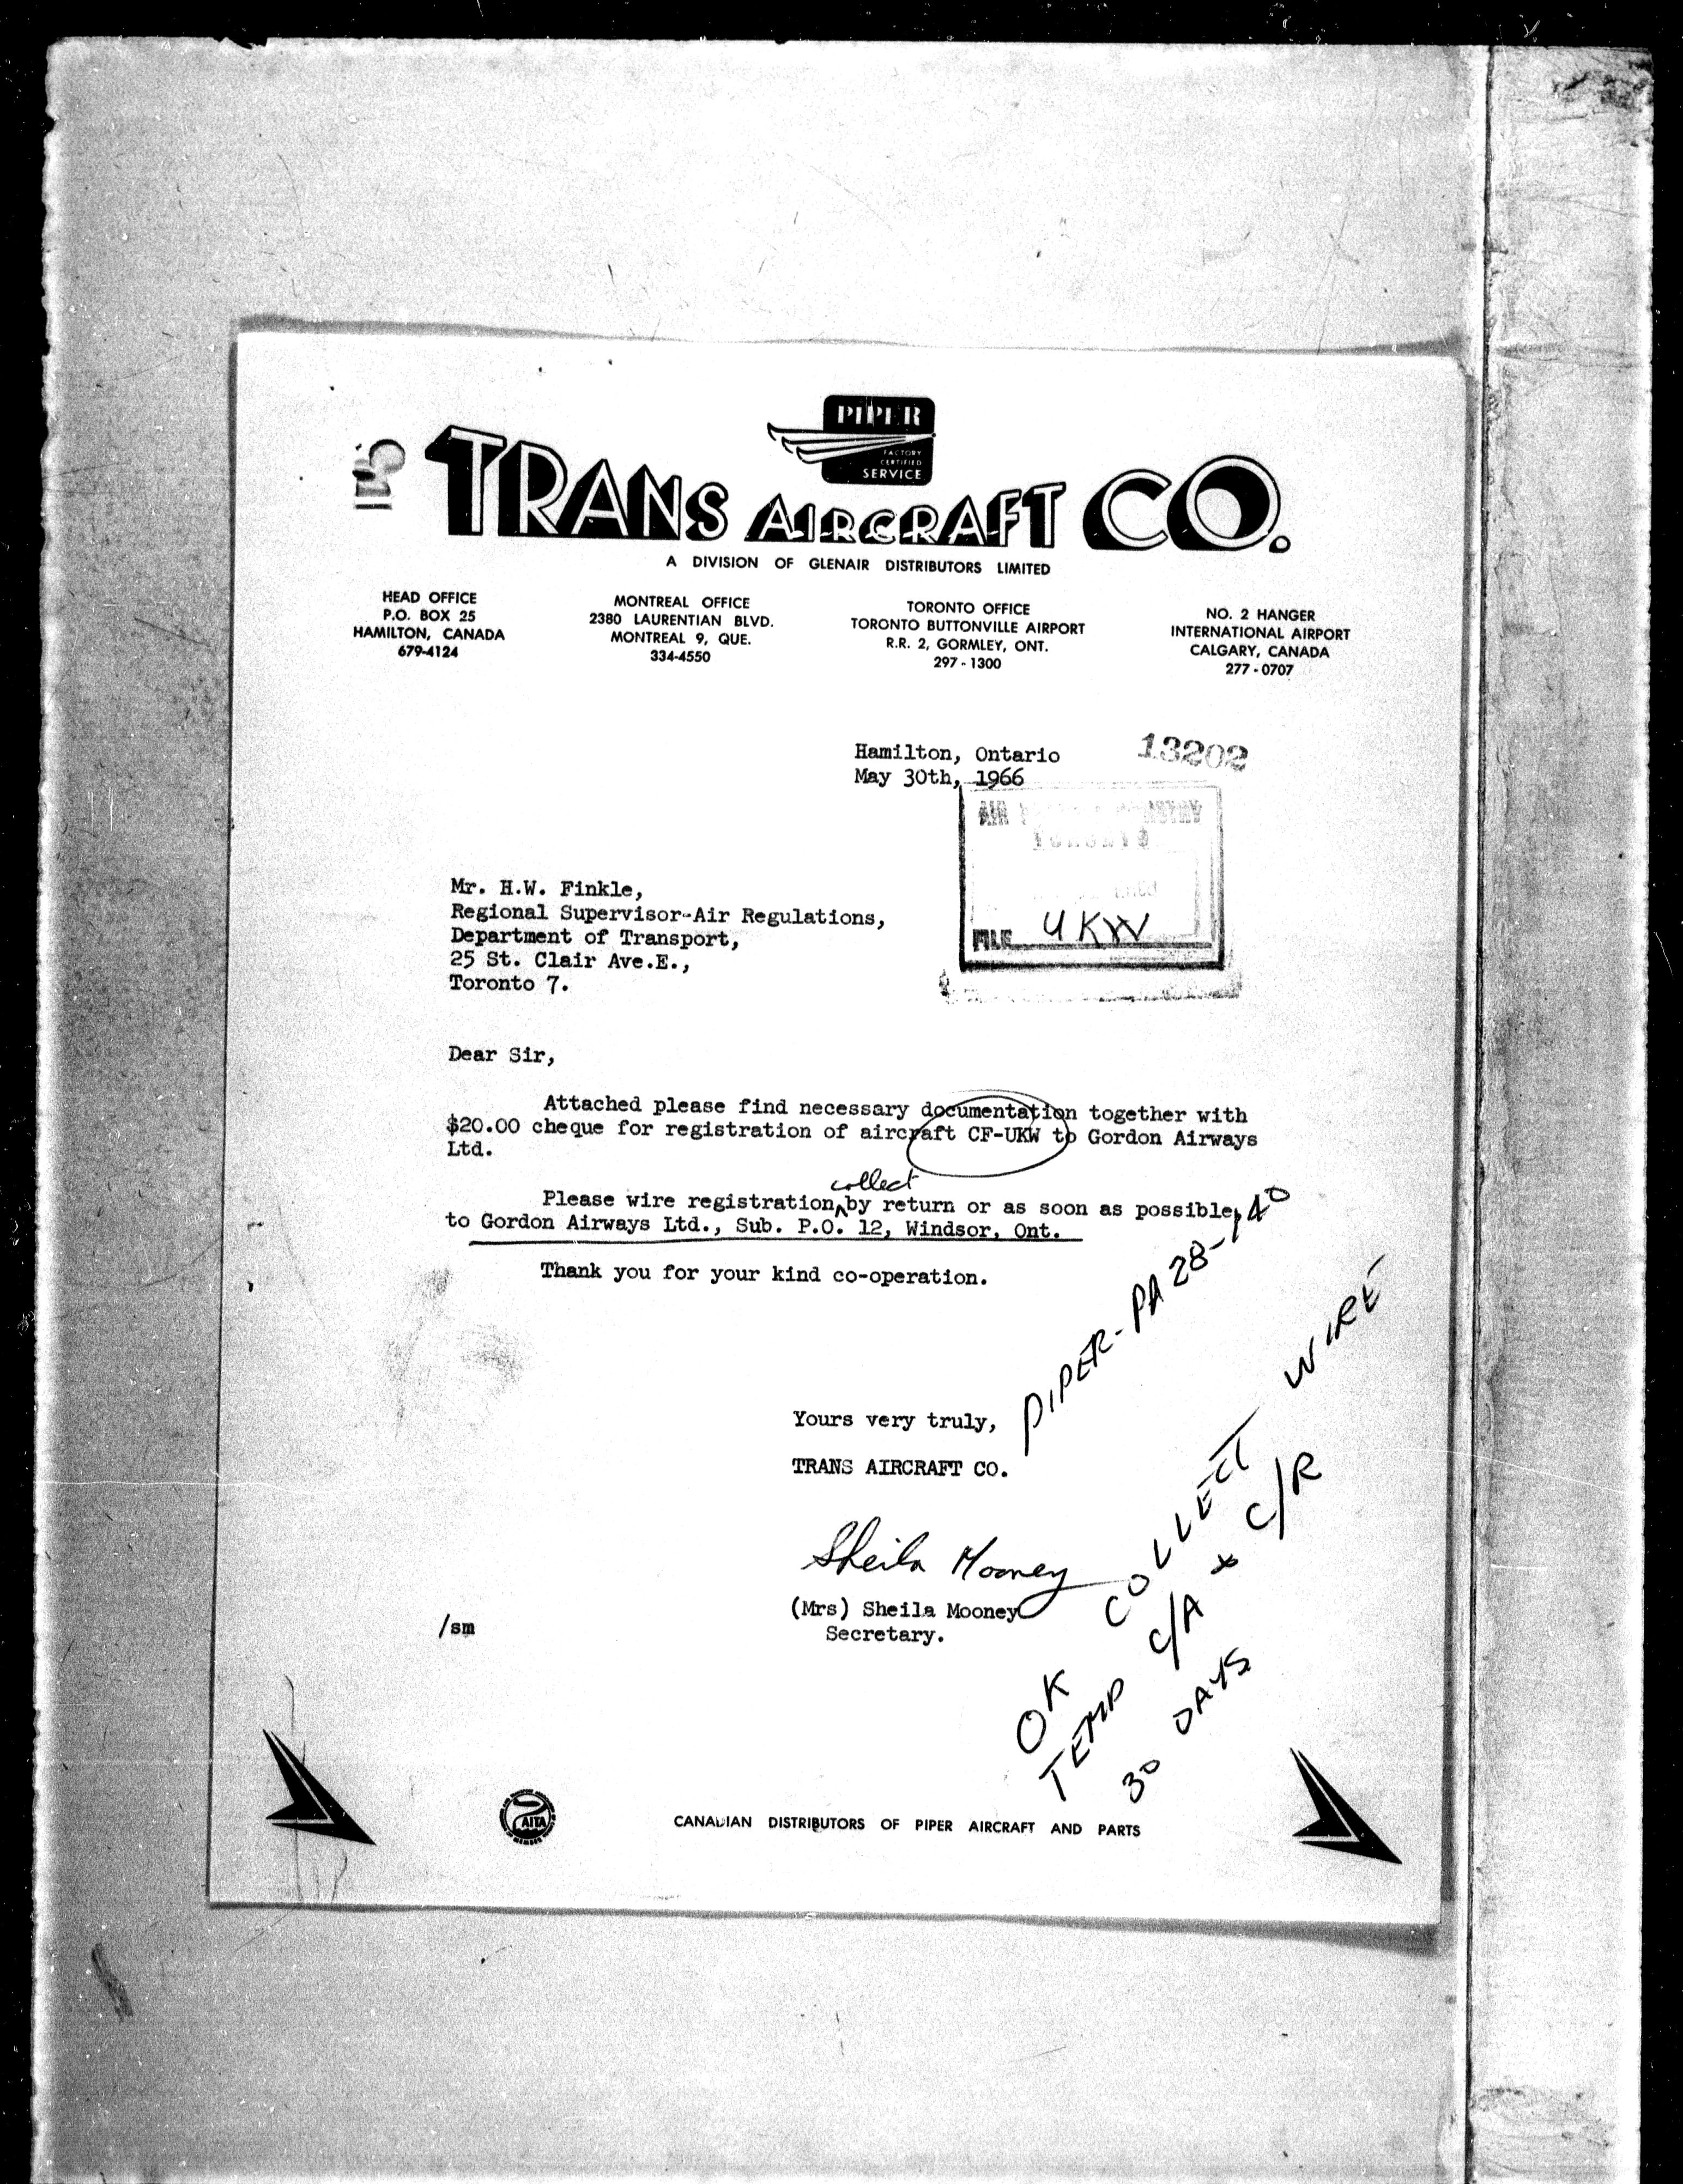 PIPER
FACTORY
CERTIFIED
SERVICE
TRANS AIRCRAFT CO.
A DIVISION OF GLENAIR DISTRIBUTORS LIMITED
HEAD OFFICE
P.O. BOX 25
HAMILTON, CANADA
679-4124
MONTREAL OFFICE
2380 LAURENTIAN BLVD.
MONTREAL 9, QUE.
334-4550
TORONTO OFFICE
TORONTO BUTTONVILLE AIRPORT
R.R. 2, GORMLEY, ONT.
297 - 1300
NO. 2 HANGER
INTERNATIONAL AIRPORT
CALGARY, CANADA
277 - 0707
Hamilton, Ontario
May 30th, 1966
13202
AIR
FILE UKW
Mr. H.W. Finkle,
Regional Supervisor-Air Regulations,
Department of Transport,
25 St. Clair Ave.E.,
Toronto 7.
Dear Sir,
Attached please find necessary documentation together with
$20.00 cheque for registration of aircraft CF-UKW to Gordon Airways
Ltd.
collect
Please wire registration by return or as soon as possible,
to Gordon Airways Ltd., Sub. P.O. 12, Windsor, Ont.
Thank you for your kind co-operation.
PIPER-PA 28-140
Yours very truly,
TRANS AIRCRAFT CO.
Sheila Mooney
(Mrs) Sheila Mooney
Secretary.
/sm
OK COLLECT WIRE
TEMP C/A & C/R
30 DAYS
AITA
MEMBER
CANADIAN DISTRIBUTORS OF PIPER AIRCRAFT AND PARTS